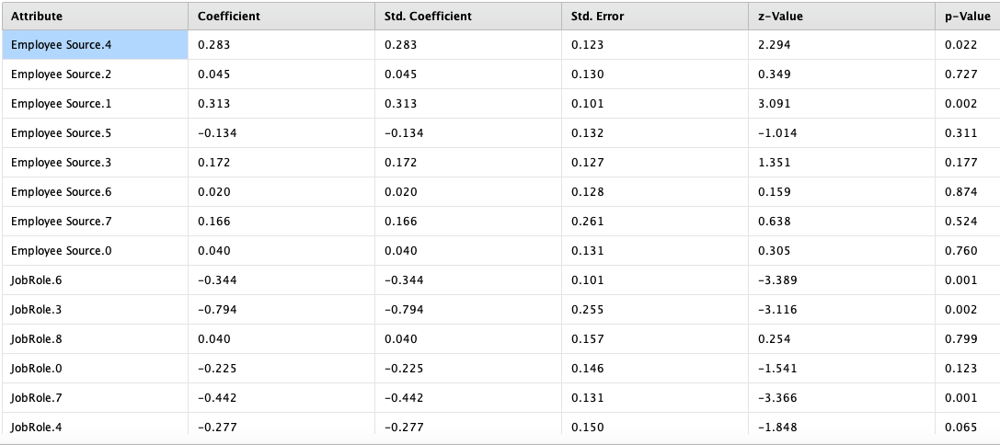 Attribute Coefficient Std. Coefficient Std. Error z-Value p-Value
Employee Source.4 0.283 0.283 0.123 2.294 0.022
Employee Source.2 0.045 0.045 0.130 0.349 0.727
Employee Source.1 0.313 0.313 0.101 3.091 0.002
Employee Source.5 -0.134 -0.134 0.132 -1.014 0.311
Employee Source.3 0.172 0.172 0.127 1.351 0.177
Employee Source.6 0.020 0.020 0.128 0.159 0.874
Employee Source.7 0.166 0.166 0.261 0.638 0.524
Employee Source.0 0.040 0.040 0.131 0.305 0.760
JobRole.6 -0.344 -0.344 0.101 -3.389 0.001
JobRole.3 -0.794 -0.794 0.255 -3.116 0.002
JobRole.8 0.040 0.040 0.157 0.254 0.799
JobRole.0 -0.225 -0.225 0.146 -1.541 0.123
JobRole.7 -0.442 -0.442 0.131 -3.366 0.001
JobRole.4 -0.277 -0.277 0.150 -1.848 0.065